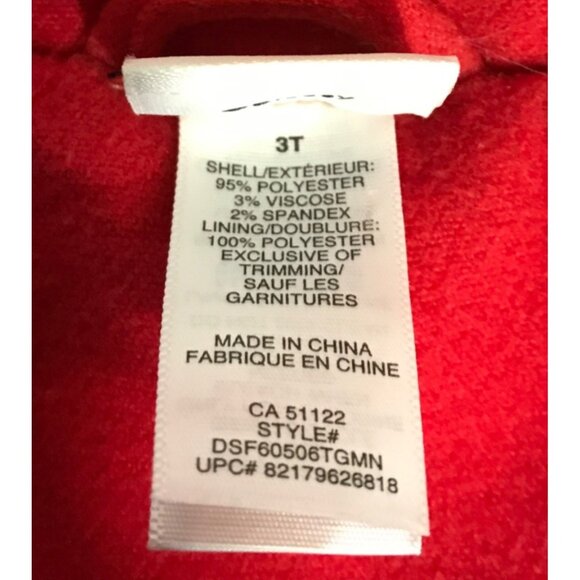 3T
SHELL/EXTÉRIEUR:
95% POLYESTER
3% VISCOSE
2% SPANDEX
LINING/DOUBLURE:
100% POLYESTER
EXCLUSIVE OF
TRIMMING/
SAUF LES
GARNITURES
MADE IN CHINA
FABRIQUE EN CHINE
CA 51122
STYLE#
DSF60506TGMN
UPC# 82179626818